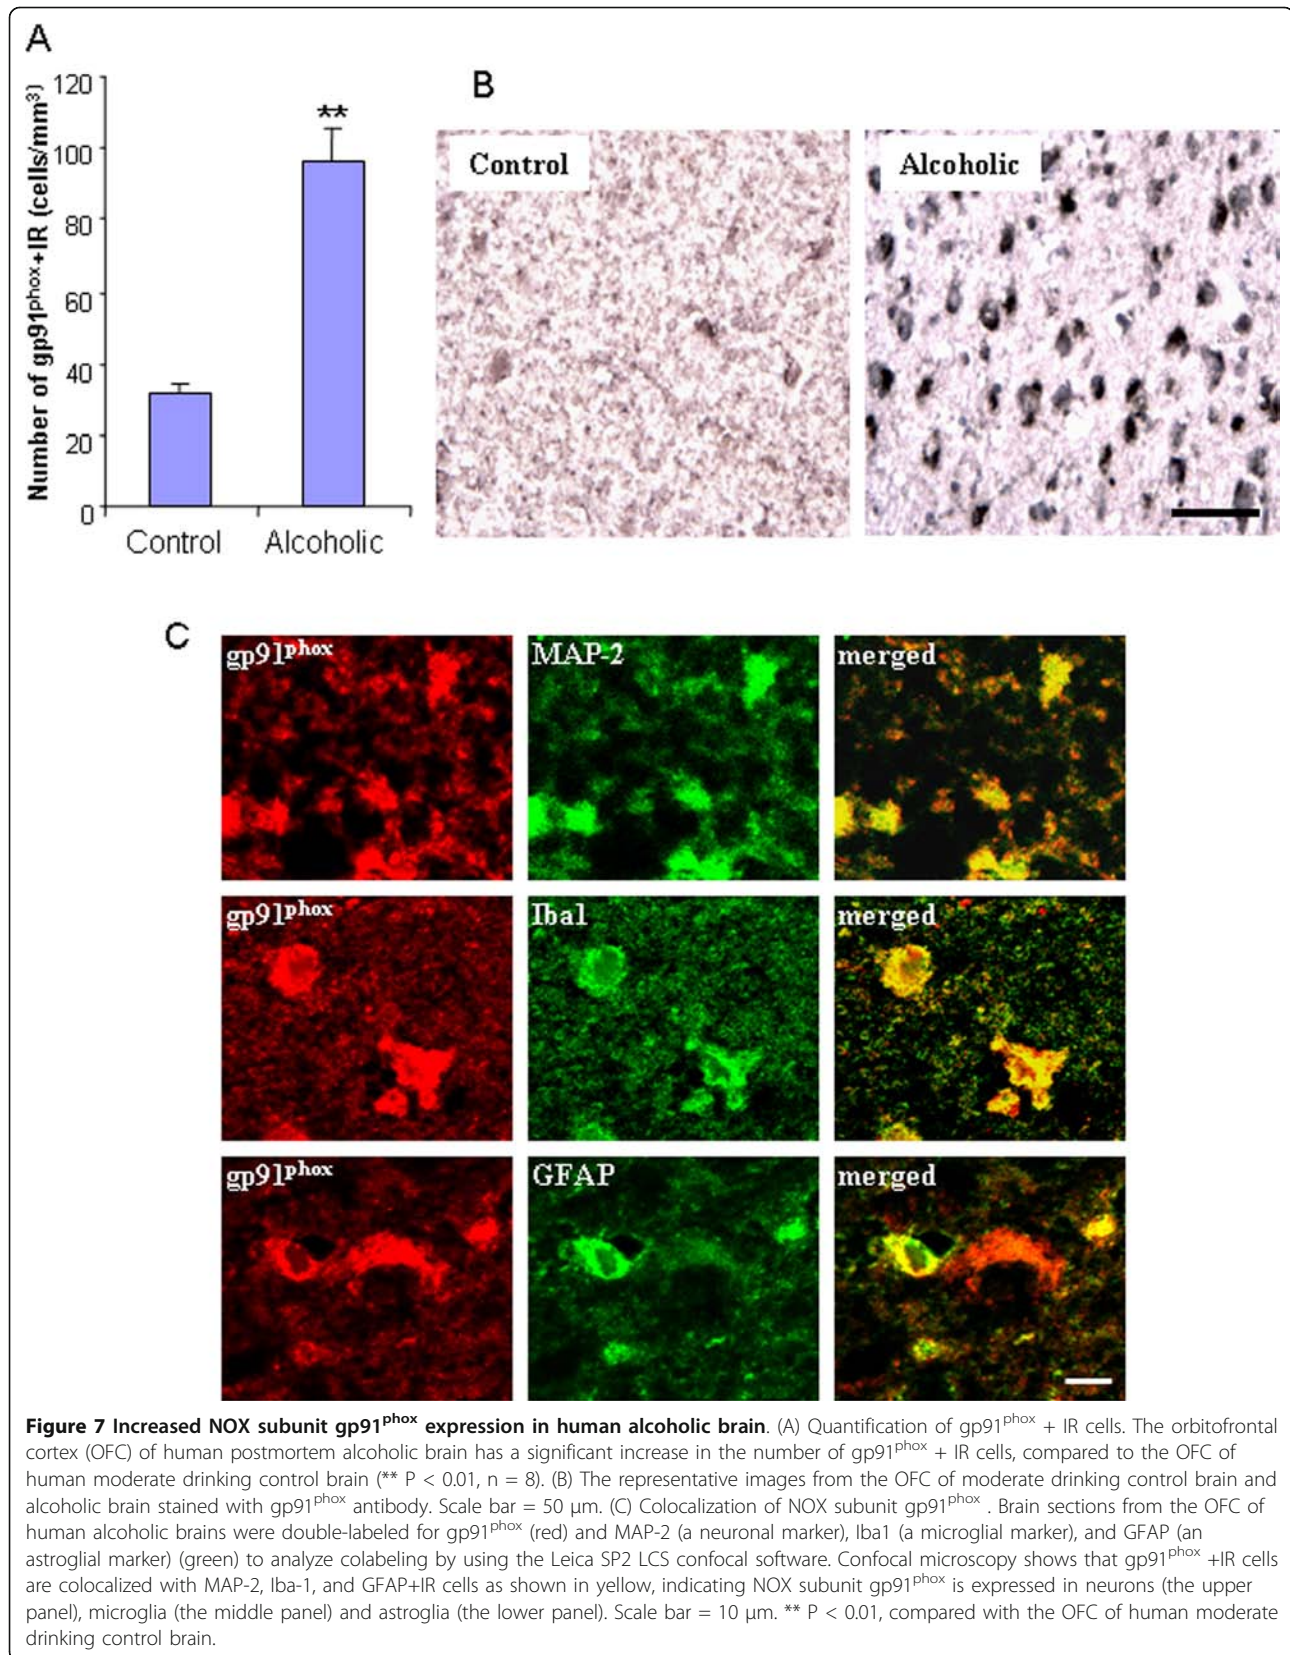 A
Number of gp91phox+IR (cells/mm3)
120
100
80
60
40
20
0
**
Control
Alcoholic
B
Control
Alcoholic
C
gp91phox
MAP-2
merged
gp91phox
Iba1
merged
gp91phox
GFAP
merged
Figure 7 Increased NOX subunit gp91phox expression in human alcoholic brain. (A) Quantification of gp91phox + IR cells. The orbitofrontal
cortex (OFC) of human postmortem alcoholic brain has a significant increase in the number of gp91phox + IR cells, compared to the OFC of
human moderate drinking control brain (** P < 0.01, n = 8). (B) The representative images from the OFC of moderate drinking control brain and
alcoholic brain stained with gp91phox antibody. Scale bar = 50 μm. (C) Colocalization of NOX subunit gp91phox . Brain sections from the OFC of
human alcoholic brains were double-labeled for gp91phox (red) and MAP-2 (a neuronal marker), Iba1 (a microglial marker), and GFAP (an
astroglial marker) (green) to analyze colabeling by using the Leica SP2 LCS confocal software. Confocal microscopy shows that gp91phox +IR cells
are colocalized with MAP-2, Iba-1, and GFAP+IR cells as shown in yellow, indicating NOX subunit gp91phox is expressed in neurons (the upper
panel), microglia (the middle panel) and astroglia (the lower panel). Scale bar = 10 μm. ** P < 0.01, compared with the OFC of human moderate
drinking control brain.